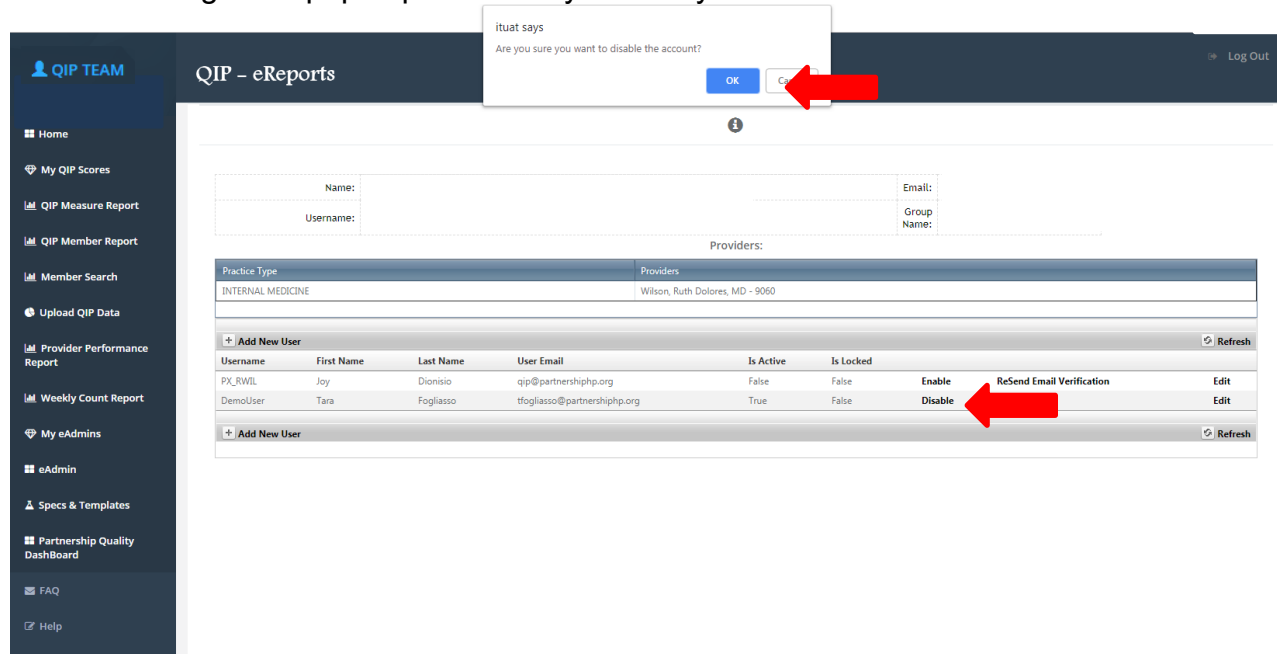 ituat says
Are you sure you want to disable the account?
OK
QIP TEAM
QIP – eReports
Log Out
Home
My QIP Scores
QIP Measure Report
QIP Member Report
Member Search
Upload QIP Data
Provider Performance
Report
Weekly Count Report
My eAdmins
eAdmin
Specs & Templates
Partnership Quality
DashBoard
FAQ
Help
Name:
Email:
Username:
Group
Name:
Providers:
Practice Type Providers
INTERNAL MEDICINE Wilson, Ruth Dolores, MD - 9060
+ Add New User Refresh
Username First Name Last Name User Email Is Active Is Locked
PX_RWIL Joy Dionisio qip@partnershiphp.org False False Enable ReSend Email Verification Edit
DemoUser Tara Fogliasso tfogliasso@partnershiphp.org True False Disable Edit
+ Add New User Refresh